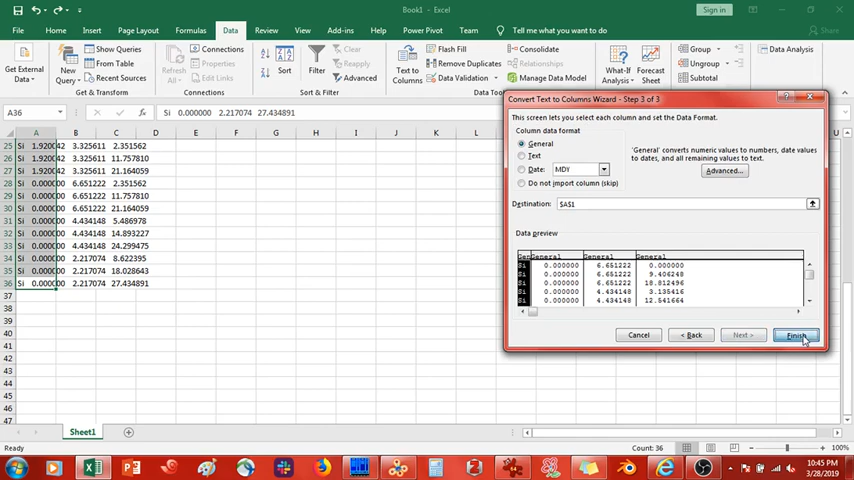 Book1 - Excel
Sign in
File Home Insert Page Layout Formulas Data Review View Add-ins Help Power Pivot Team Tell me what you want to do
Share
Get External Data
New Query
Show Queries
From Table
Recent Sources
Refresh All
Connections
Properties
Edit Links
Sort
Filter
Clear
Reapply
Advanced
Text to Columns
Flash Fill
Remove Duplicates
Data Validation
Consolidate
Relationships
Manage Data Model
What-If Analysis
Forecast Sheet
Group
Ungroup
Subtotal
Data Analysis
Get & Transform
Connections
Sort & Filter
A36
Si 0.000000 2.217074 27.434891
A B C D E F G H I J K L U
25 Si 1.920042 3.325611 2.351562
26 Si 1.920042 3.325611 11.757810
27 Si 1.920042 3.325611 21.164059
28 Si 0.000000 6.651222 2.351562
29 Si 0.000000 6.651222 11.757810
30 Si 0.000000 6.651222 21.164059
31 Si 0.000000 4.434148 5.486978
32 Si 0.000000 4.434148 14.893227
33 Si 0.000000 4.434148 24.299475
34 Si 0.000000 2.217074 8.622395
35 Si 0.000000 2.217074 18.028643
36 Si 0.000000 2.217074 27.434891
37
38
39
40
41
42
43
44
45
46
47
Convert Text to Columns Wizard - Step 3 of 3
This screen lets you select each column and set the Data Format.
Column data format
General
Text
Date: MDY
Do not import column (skip)
'General' converts numeric values to numbers, date values to dates, and all remaining values to text.
Advanced...
Destination: $A$1
Data preview
Gen General General General
Si 0.000000 6.651222 0.000000
Si 0.000000 6.651222 9.406248
Si 0.000000 6.651222 18.812496
Si 0.000000 4.434148 3.135416
Si 0.000000 4.434148 12.541664
Cancel < Back Next > Finish
Sheet1
Ready
Count: 36
100%
10:45 PM
3/28/2019